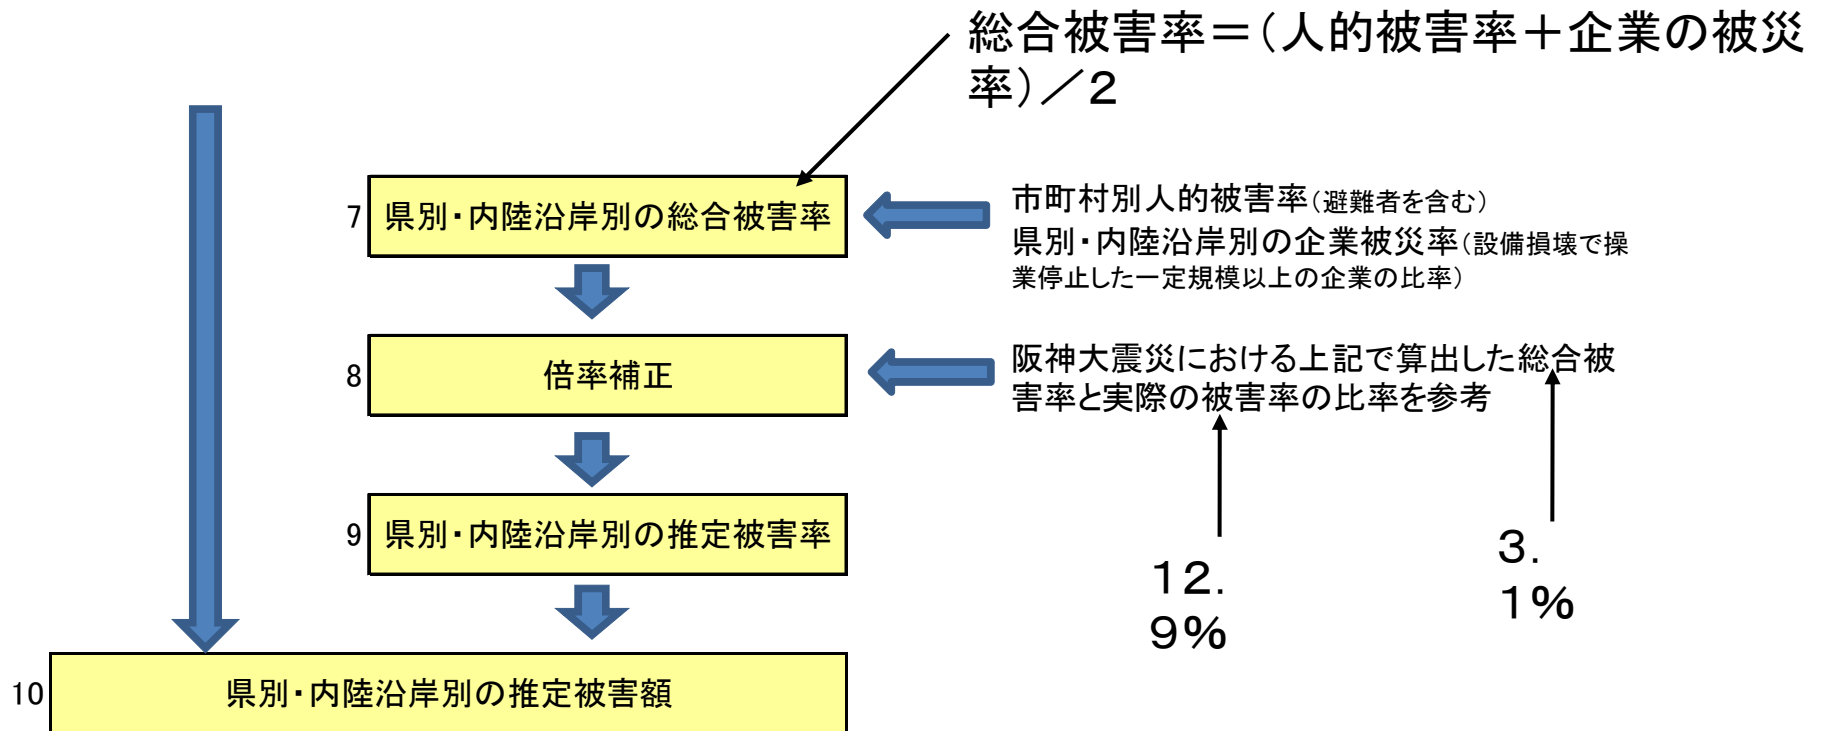 総合被害率＝（人的被害率＋企業の被災
率）／２
7 県別・内陸沿岸別の総合被害率
市町村別人的被害率（避難者を含む）
県別・内陸沿岸別の企業被災率（設備損壊で操
業停止した一定規模以上の企業の比率）
8 倍率補正
阪神大震災における上記で算出した総合被
害率と実際の被害率の比率を参考
9 県別・内陸沿岸別の推定被害率
１２．
９％
３．
１％
10 県別・内陸沿岸別の推定被害額